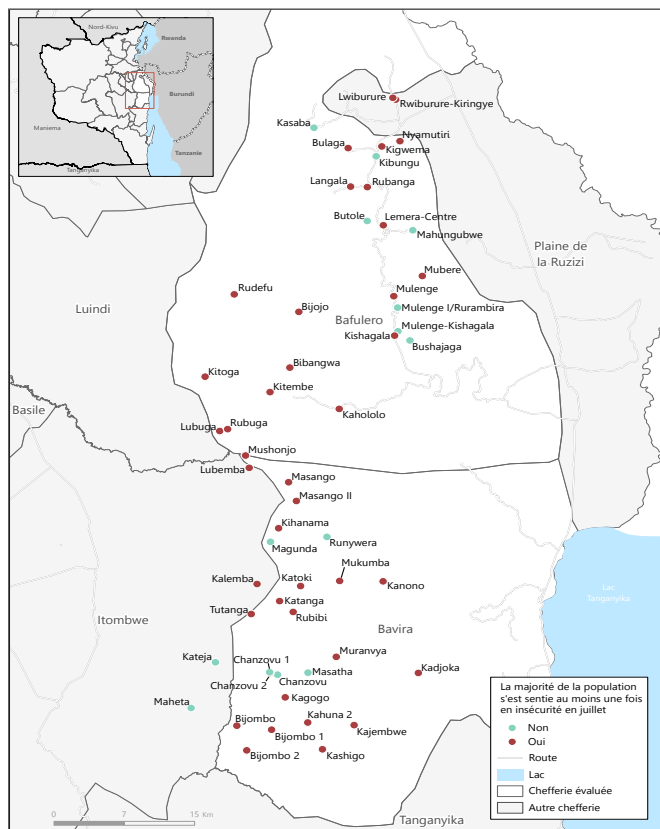 Nord-Kivu
Rwanda
Burundi
Maniema
Tanzanie
Tanganyika
Lwiburure
Rwiburure-Kiringye
Kasaba
Nyamutiri
Bulaga
Kigwema
Kibungu
Langala
Rubanga
Butole
Lemera-Centre
Mahungubwe
Plaine de
la Ruzizi
Mubere
Rudefu
Mulenge
Luindi
Bijojo
Mulenge I/Rurambira
Bafulero
Mulenge-Kishagala
Kishagala
Bushajaga
Bibangwa
Kitoga
Kitembe
Basile
Kahololo
Lubuga
Rubuga
Mushonjo
Lubemba
Masango
Masango II
Kihanama
Magunda
Runywera
Mukumba
Kalemba
Katoki
Kanono
Lac
Tanganyika
Katanga
Tutanga
Rubibi
Itombwe
Bavira
Kateja
Chanzovu 1
Muranvya
Masatha
Kadjoka
Chanzovu 2
Chanzovu
Maheta
Kagogo
Bijombo
Kahuna 2
Kajembwe
Bijombo 1
Bijombo 2
Kashigo
La majorité de la population
s'est sentie au moins une fois
en insécurité en juillet
Non
Oui
Route
Lac
Chefferie évaluée
Autre chefferie
0 7 15 Km
Tanganyika